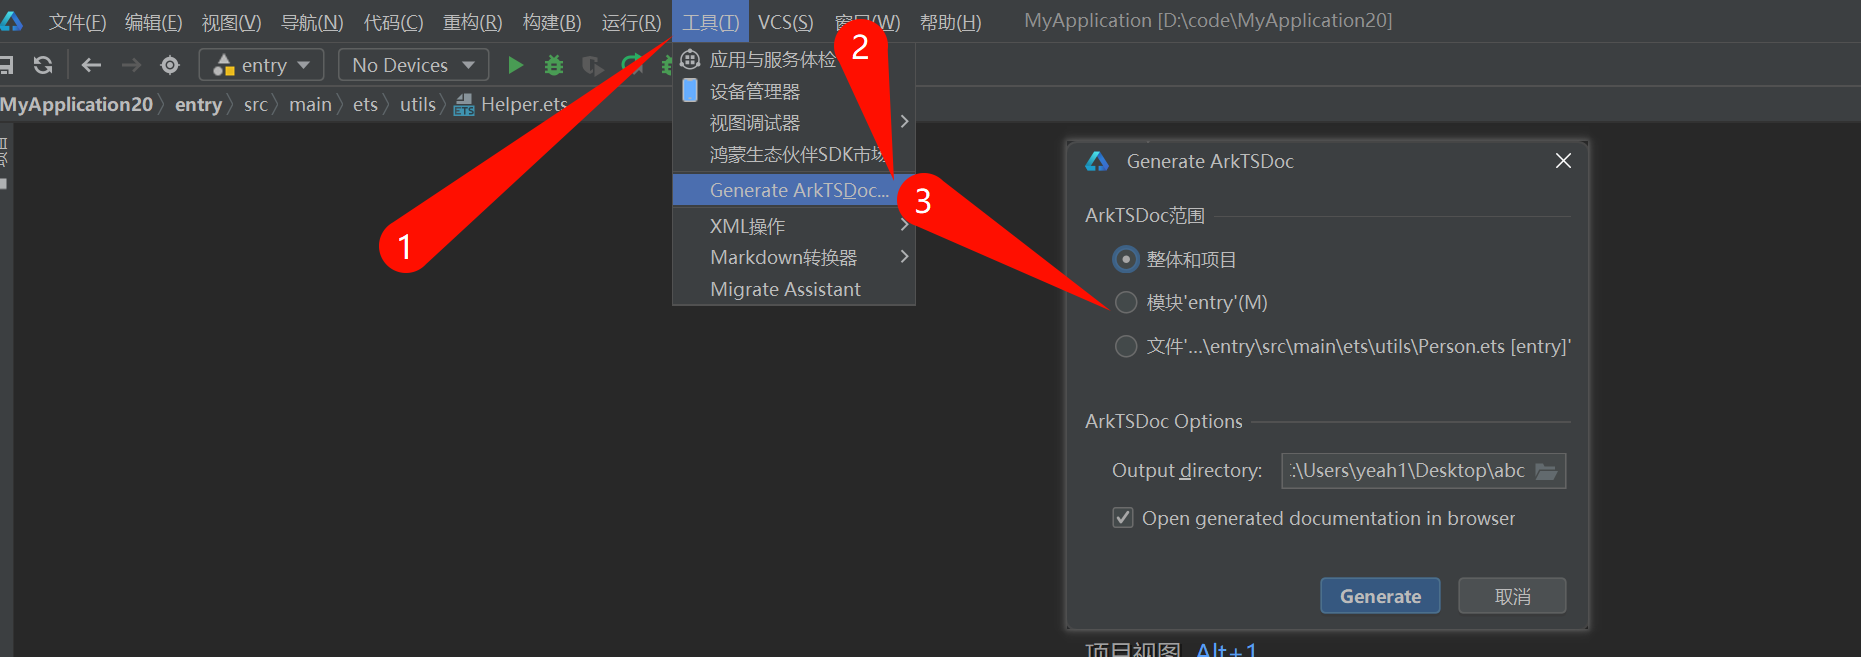 文件(F) 编辑(E) 视图(V) 导航(N) 代码(C) 重构(R) 构建(B) 运行(R) 工具(T) VCS(S) 窗口(W) 帮助(H) MyApplication [D:\code\MyApplication20]
entry No Devices
MyApplication20 entry src main ets utils Helper.ets
应用与服务体检
设备管理器
视图调试器
鸿蒙生态伙伴SDK市场
Generate ArkTSDoc...
XML操作
Markdown转换器
Migrate Assistant
1
2
3
Generate ArkTSDoc
ArkTSDoc范围
整体和项目
模块'entry'(M)
文件'...\entry\src\main\ets\utils\Person.ets [entry]'
ArkTSDoc Options
Output directory: :\Users\yeah1\Desktop\abc
Open generated documentation in browser
Generate 取消
项目视图 Alt+1